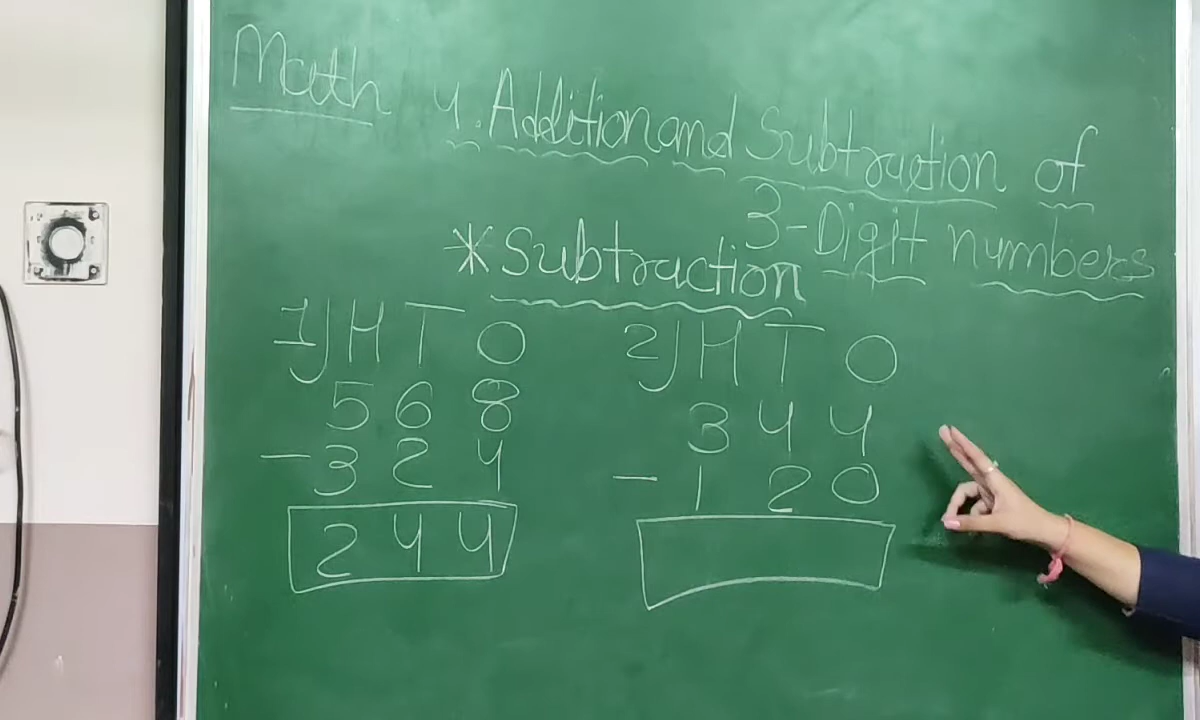 Math 4. Addition and Subtraction of
3-Digit numbers
*Subtraction
1) H T O
5 6 8
- 3 2 4
2 4 4
2) H T O
3 4 4
- 1 2 0